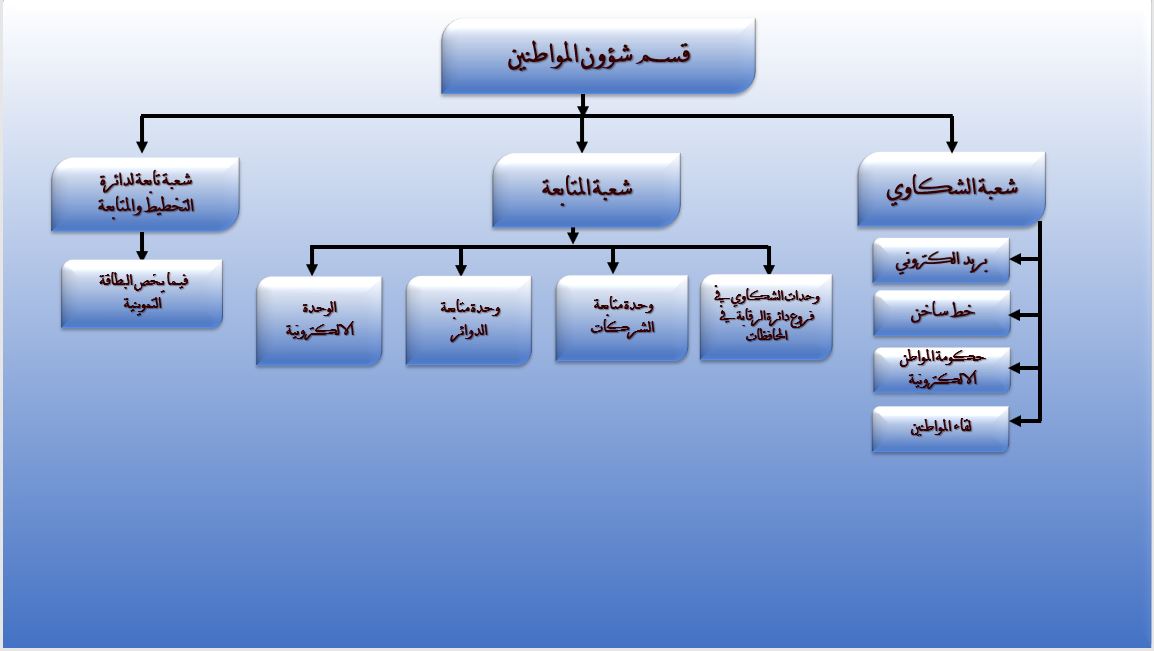 قسم شؤون المواطنين
شعبة الشكاوي
بريد الكتروني
خط ساخن
حكومة المواطن
الالكترونية
لقاء المواطنين
شعبة المتابعة
وحدات الشكاوي في
فروع دائرة الرقابة في
المحافظات
وحدة متابعة
الشركات
وحدة متابعة
الدوائر
الوحدة
الالكترونية
شعبة تابعة لدائرة
التخطيط والمتابعة
فيما يخص البطاقة
التموينية